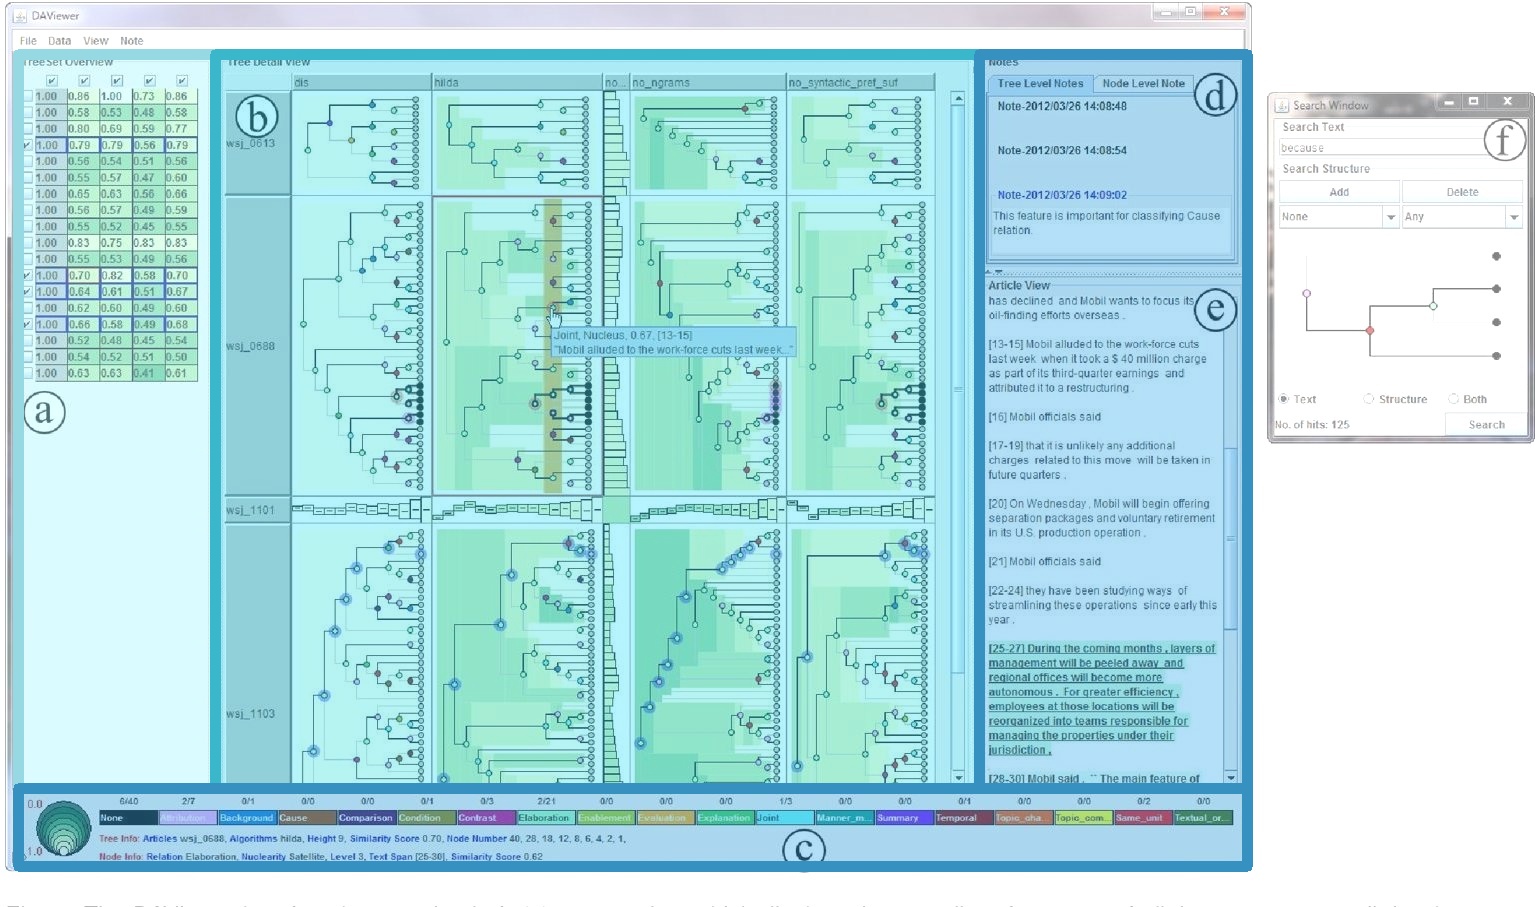 DAViewer
File Data View Note
TreeSet Overview
1.00 0.86 1.00 0.73 0.86
1.00 0.58 0.53 0.48 0.58
1.00 0.80 0.69 0.59 0.77
1.00 0.79 0.79 0.56 0.79
1.00 0.56 0.54 0.51 0.56
1.00 0.55 0.57 0.47 0.60
1.00 0.65 0.63 0.56 0.66
1.00 0.56 0.57 0.49 0.59
1.00 0.55 0.52 0.45 0.55
1.00 0.83 0.75 0.83 0.83
1.00 0.55 0.53 0.49 0.56
1.00 0.70 0.82 0.58 0.70
1.00 0.64 0.61 0.51 0.67
1.00 0.62 0.60 0.49 0.60
1.00 0.66 0.58 0.49 0.68
1.00 0.52 0.48 0.45 0.54
1.00 0.54 0.52 0.51 0.50
1.00 0.63 0.63 0.41 0.61
a
Tree Detail View
dis hilda no... no_ngrams no_syntactic_pref_suf
b
wsj_0613
wsj_0688
Joint, Nucleus, 0.67, [13-15]
"Mobil alluded to the work-force cuts last week..."
wsj_1101
wsj_1103
Notes
Tree Level Notes Node Level Note
d
Note-2012/03/26 14:08:48
Note-2012/03/26 14:08:54
Note-2012/03/26 14:09:02
This feature is important for classifying Cause
relation.
Article View
e
has declined and Mobil wants to focus its
oil-finding efforts overseas .
[13-15] Mobil alluded to the work-force cuts
last week when it took a $ 40 million charge
as part of its third-quarter earnings and
attributed it to a restructuring .
[16] Mobil officials said
[17-19] that it is unlikely any additional
charges related to this move will be taken in
future quarters .
[20] On Wednesday , Mobil will begin offering
separation packages and voluntary retirement
in its U.S. production operation .
[21] Mobil officials said
[22-24] they have been studying ways of
streamlining these operations since early this
year .
[25-27] During the coming months , layers of
management will be peeled away and
regional offices will become more
autonomous . For greater efficiency ,
employees at those locations will be
reorganized into teams responsible for
managing the properties under their
jurisdiction .
[28-30] Mobil said , `` The main feature of
0.0
1.0
6/40 2/7 0/1 0/0 0/0 0/1 0/3 2/21 0/0 0/0 0/0 1/3 0/0 0/0 0/1 0/0 0/0 0/2 0/0
None Attribution Background Cause Comparison Condition Contrast Elaboration Enablement Evaluation Explanation Joint Manner_m... Summary Temporal Topic_cha... Topic_com... Same_unit Textual_or...
Tree Info: Articles wsj_0688, Algorithms hilda, Height 9, Similarity Score 0.70, Node Number 40, 28, 18, 12, 8, 6, 4, 2, 1,
Node Info: Relation Elaboration, Nuclearity Satellite, Level 3, Text Span [25-30], Similarity Score 0.62
c
Search Window
Search Text
because
f
Search Structure
Add Delete
None Any
Text Structure Both
No. of hits: 125 Search